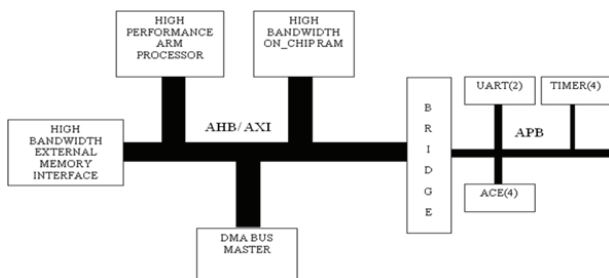 HIGH
PERFORMANCE
ARM
PROCESSOR
HIGH
BANDWIDTH
ON_CHIP RAM
AHB/AXI
HIGH
BANDWIDTH
EXTERNAL
MEMORY
INTERFACE
DMA BUS
MASTER
B
R
I
D
G
E
UART(2)
TIMER(4)
APB
ACE(4)